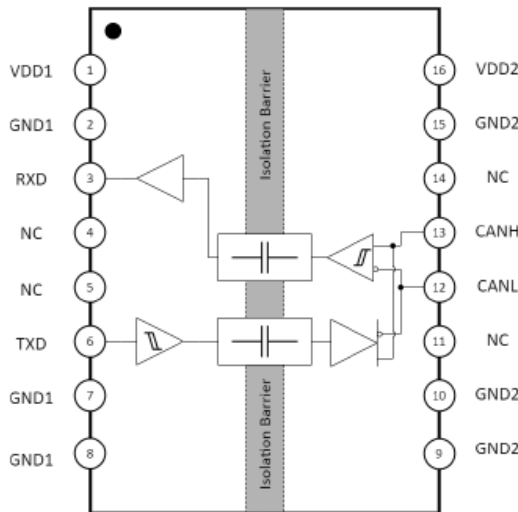 VDD1 1
GND1 2
RXD 3
NC 4
NC 5
TXD 6
GND1 7
GND1 8
Isolation Barrier
Isolation Barrier
16 VDD2
15 GND2
14 NC
13 CANH
12 CANL
11 NC
10 GND2
9 GND2